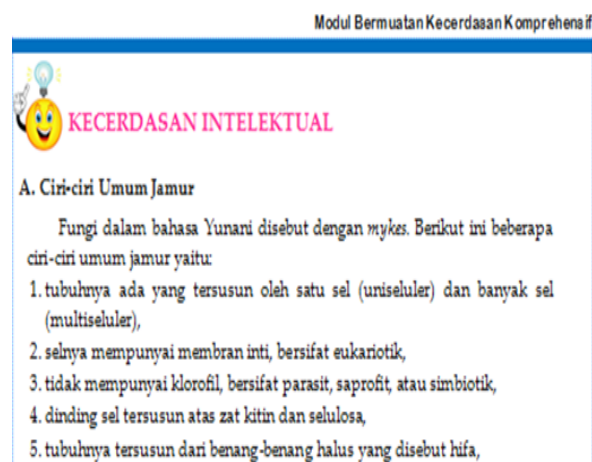 Modul Bermuatan Kecerdasan Komprehensif
KECERDASAN INTELEKTUAL
A. Ciri-ciri Umum Jamur
Fungi dalam bahasa Yunani disebut dengan mykes. Berikut ini beberapa
ciri-ciri umum jamur yaitu:
1. tubuhnya ada yang tersusun oleh satu sel (uniseluler) dan banyak sel
(multiseluler),
2. selnya mempunyai membran inti, bersifat eukariotik,
3. tidak mempunyai klorofil, bersifat parasit, saprofit, atau simbiotik,
4. dinding sel tersusun atas zat kitin dan selulosa,
5. tubuhnya tersusun dari benang-benang halus yang disebut hifa,